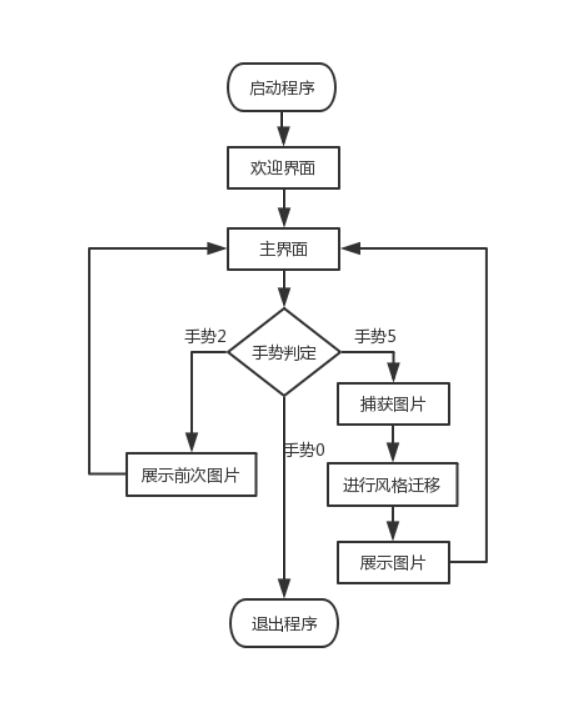 启动程序
欢迎界面
主界面
手势2
手势5
手势判定
捕获图片
手势0
展示前次图片
进行风格迁移
展示图片
退出程序